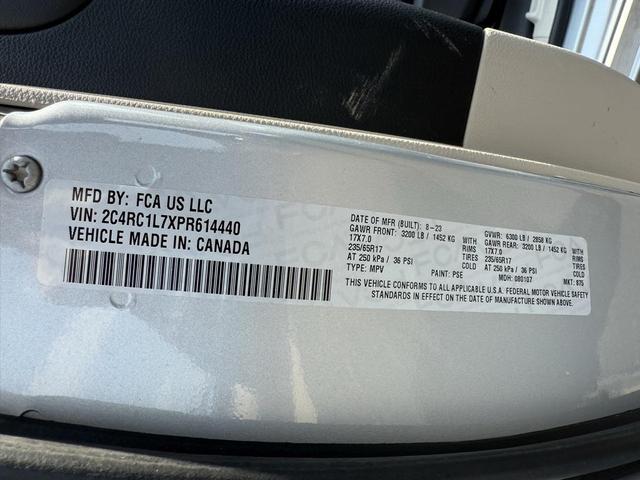 MFD BY: FCA US LLC
VIN: 2C4RC1L7XPR614440
VEHICLE MADE IN: CANADA
DATE OF MFR (BUILT): 8-23 GVWR: 6300 LB / 2858 KG
GAWR FRONT: 3200 LB / 1452 KG WITH GAWR REAR: 3200 LB / 1452 KG WITH
17X7.0 RIMS 17X7.0 RIMS
235/65R17 TIRES 235/65R17 TIRES
AT 250 kPa / 36 PSI COLD AT 250 kPa / 36 PSI COLD
TYPE: MPV PAINT: PSE MDH: 080107 MKT: 875
THIS VEHICLE CONFORMS TO ALL APPLICABLE U.S.A. FEDERAL MOTOR VEHICLE SAFETY
STANDARDS IN EFFECT ON THE DATE OF MANUFACTURE SHOWN ABOVE.